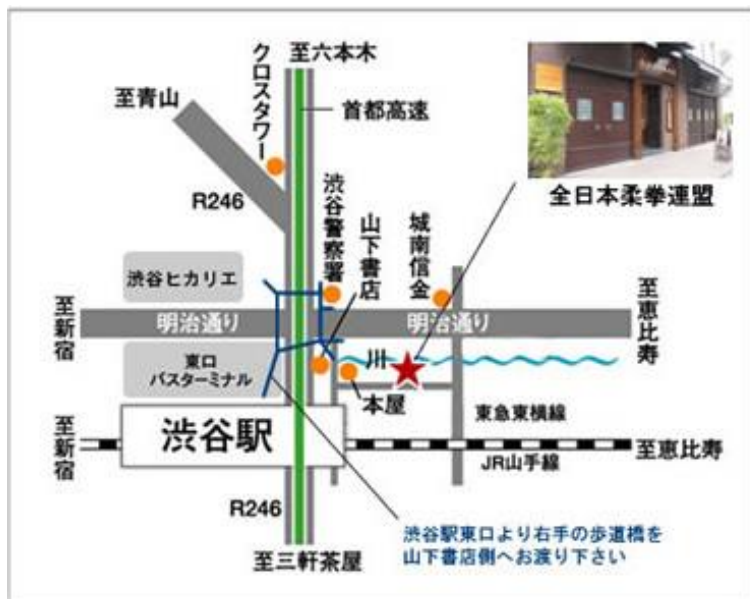 至六本木
クロスタワー
至青山
首都高速
R246
全日本柔拳連盟
渋谷警察署
山下書店
城南信金
渋谷ヒカリエ
至新宿
明治通り
明治通り
至恵比寿
東口
バスターミナル
川
本屋
東急東横線
至新宿
渋谷駅
至恵比寿
JR山手線
R246
渋谷駅東口より右手の歩道橋を
山下書店側へお渡り下さい
至三軒茶屋